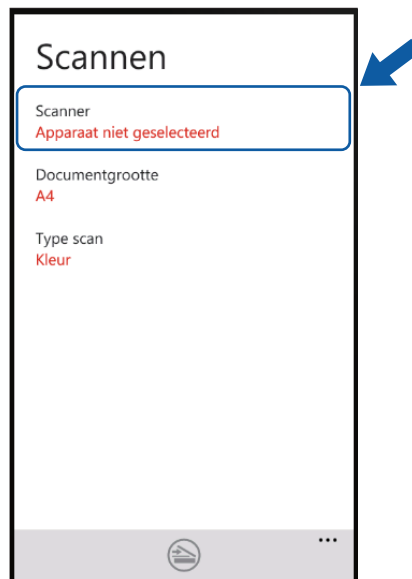 Scannen
Scanner
Apparaat niet geselecteerd
Documentgrootte
A4
Type scan
Kleur
...